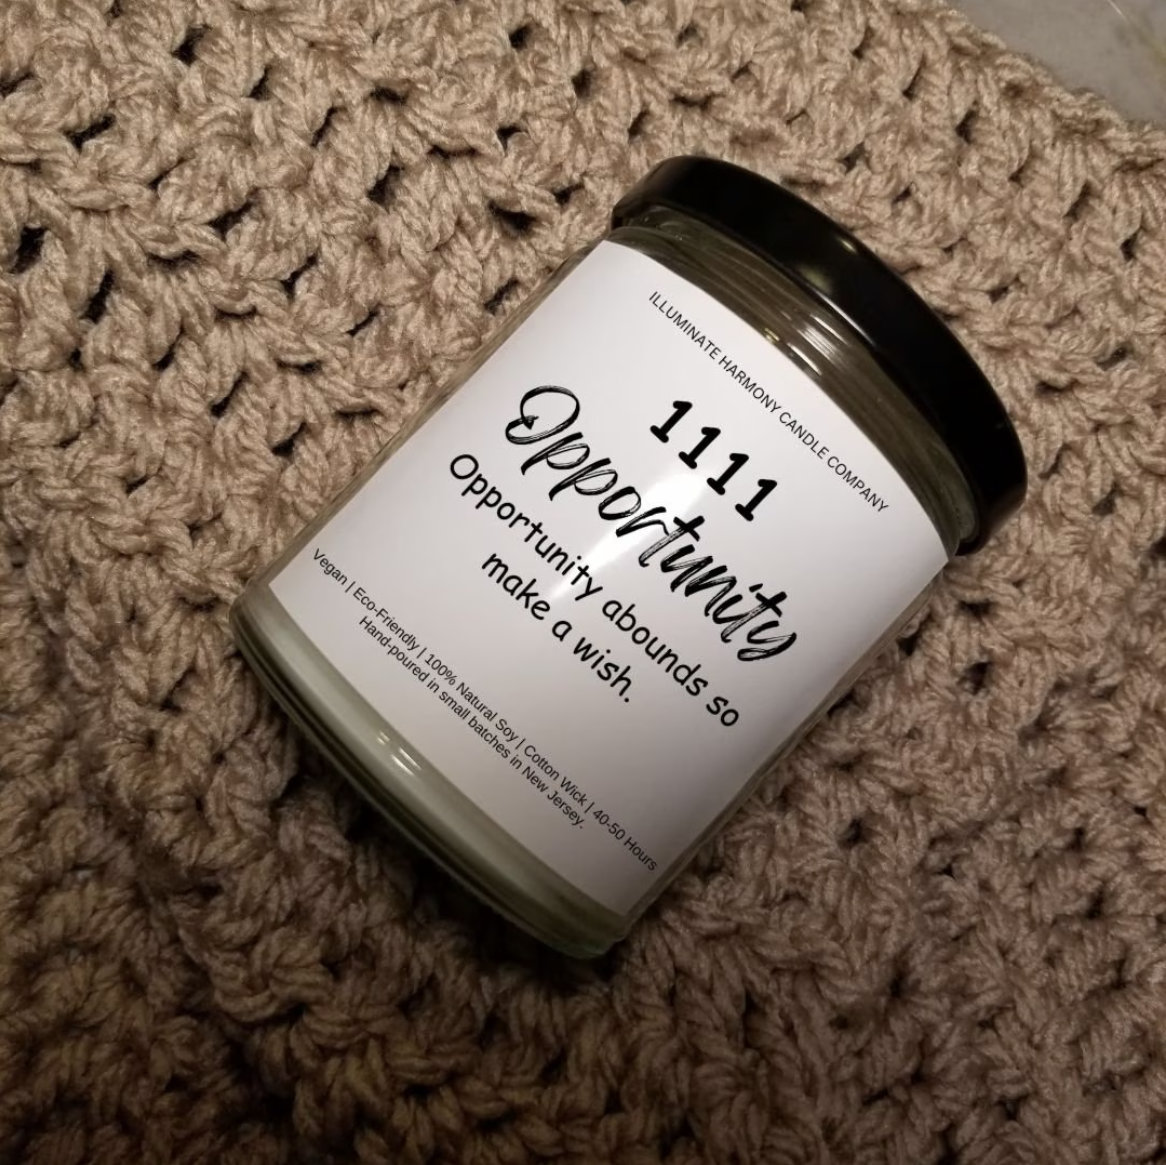 ILLUMINATE HARMONY CANDLE COMPANY
1111
Opportunity
Opportunity abounds so
make a wish.
Vegan | Eco-Friendly | 100% Natural Soy | Cotton Wick | 40-50 Hours
Hand-poured in small batches in New Jersey.